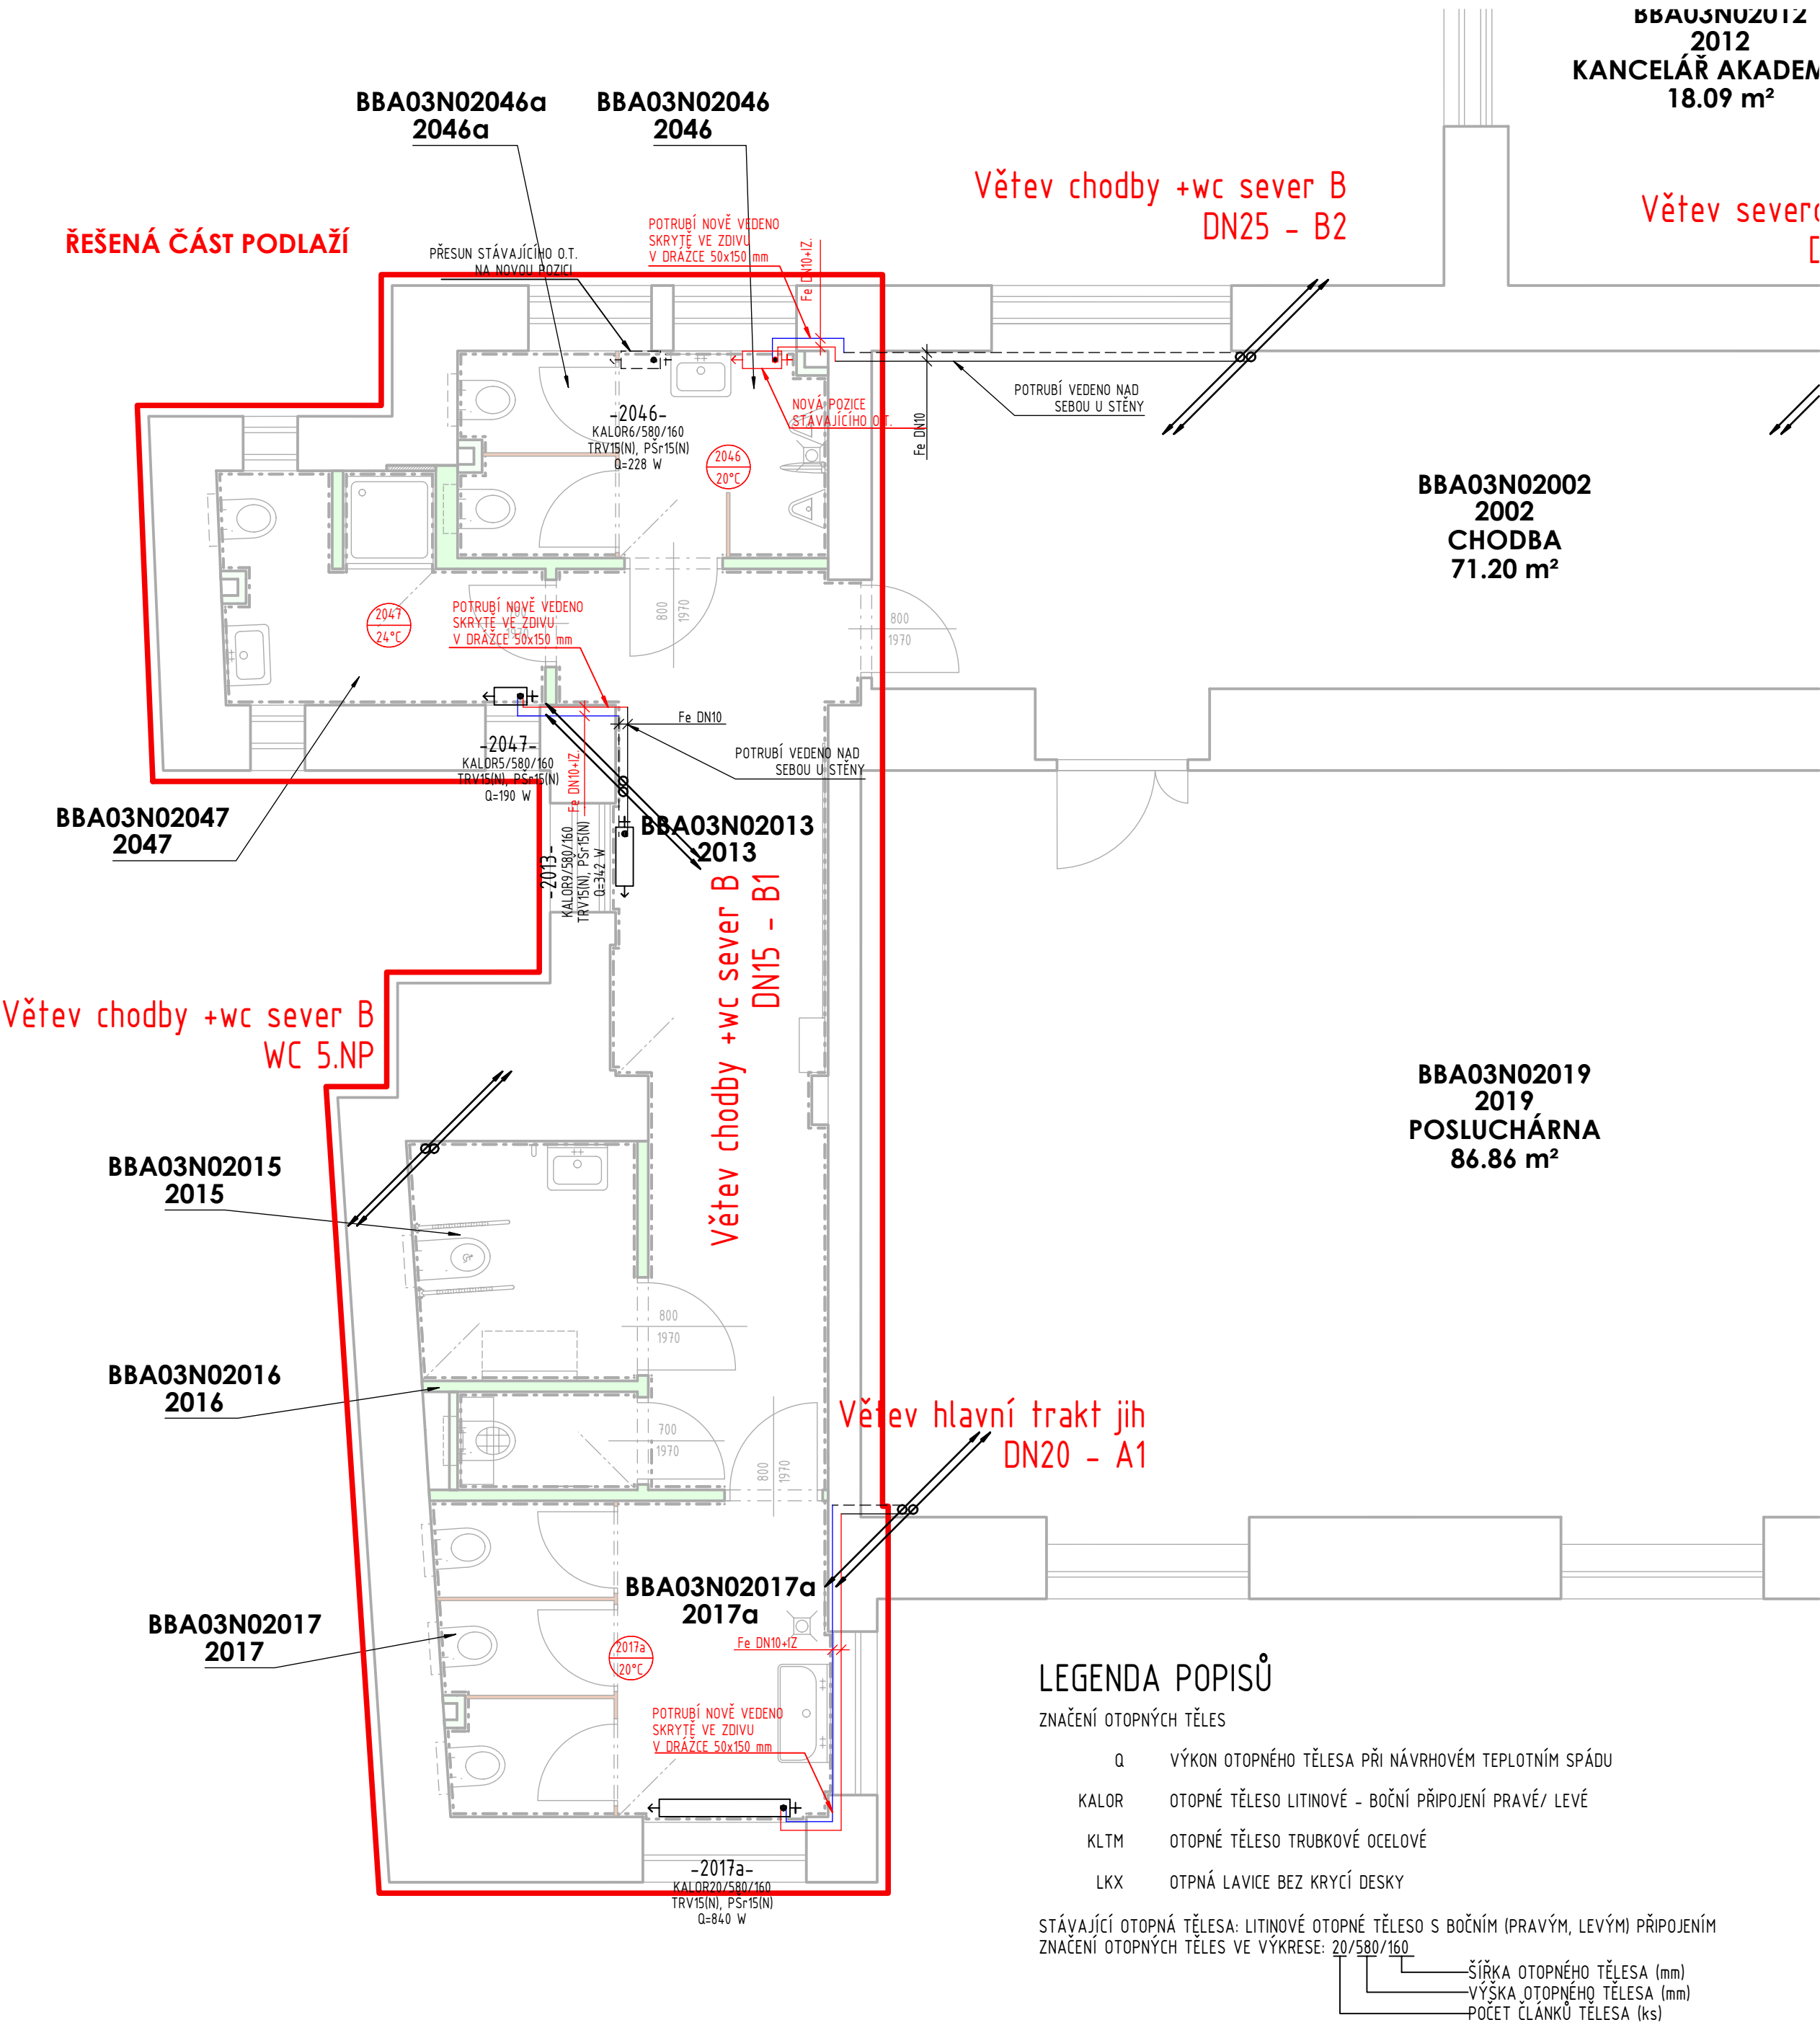 BBA03N02012
2012
KANCELÁŘ AKADEM
18.09 m²
BBA03N02046a
2046a
BBA03N02046
2046
Větev chodby +wc sever B
DN25 - B2
Větev severo
D
ŘEŠENÁ ČÁST PODLAŽÍ
POTRUBÍ NOVĚ VEDENO
SKRYTĚ VE ZDIVU
V DRÁŽCE 50x150 mm
PŘESUN STÁVAJÍCÍHO O.T.
NA NOVOU POZICI
Fe DN10+IZ.
POTRUBÍ VEDENO NAD
SEBOU U STĚNY
Fe DN10
NOVÁ POZICE
STÁVAJÍCÍHO O.T.
-2046-
KALOR6/580/160
TRV15(N), PŠr15(N)
Q=228 W
2046
20°C
BBA03N02002
2002
CHODBA
71.20 m²
2047
24°C
POTRUBÍ NOVĚ VEDENO
SKRYTĚ VE ZDIVU
V DRÁŽCE 50x150 mm
700
1970
800
1970
800
1970
Fe DN10
-2047-
KALOR5/580/160
TRV15(N), PŠr15(N)
Q=190 W
Fe DN10+IZ.
POTRUBÍ VEDENO NAD
SEBOU U STĚNY
BBA03N02047
2047
BBA03N02013
2013
-2013-
KALOR9/580/160
TRV15(N), PŠr15(N)
Q=342 W
Větev chodby +wc sever B
DN15 - B1
Větev chodby +wc sever B
WC 5.NP
BBA03N02019
2019
POSLUCHÁRNA
86.86 m²
BBA03N02015
2015
800
1970
BBA03N02016
2016
700
1970
800
1970
Větev hlavní trakt jih
DN20 - A1
BBA03N02017a
2017a
BBA03N02017
2017
2017a
20°C
Fe DN10+IZ
POTRUBÍ NOVĚ VEDENO
SKRYTĚ VE ZDIVU
V DRÁŽCE 50x150 mm
-2017a-
KALOR20/580/160
TRV15(N), PŠr15(N)
Q=840 W
LEGENDA POPISŮ
ZNAČENÍ OTOPNÝCH TĚLES
Q VÝKON OTOPNÉHO TĚLESA PŘI NÁVRHOVÉM TEPLOTNÍM SPÁDU
KALOR OTOPNÉ TĚLESO LITINOVÉ - BOČNÍ PŘIPOJENÍ PRAVÉ/ LEVÉ
KLTM OTOPNÉ TĚLESO TRUBKOVÉ OCELOVÉ
LKX OTPNÁ LAVICE BEZ KRYCÍ DESKY
STÁVAJÍCÍ OTOPNÁ TĚLESA: LITINOVÉ OTOPNÉ TĚLESO S BOČNÍM (PRAVÝM, LEVÝM) PŘIPOJENÍM
ZNAČENÍ OTOPNÝCH TĚLES VE VÝKRESE: 20/580/160
ŠÍŘKA OTOPNÉHO TĚLESA (mm)
VÝŠKA OTOPNÉHO TĚLESA (mm)
POČET ČLÁNKŮ TĚLESA (ks)